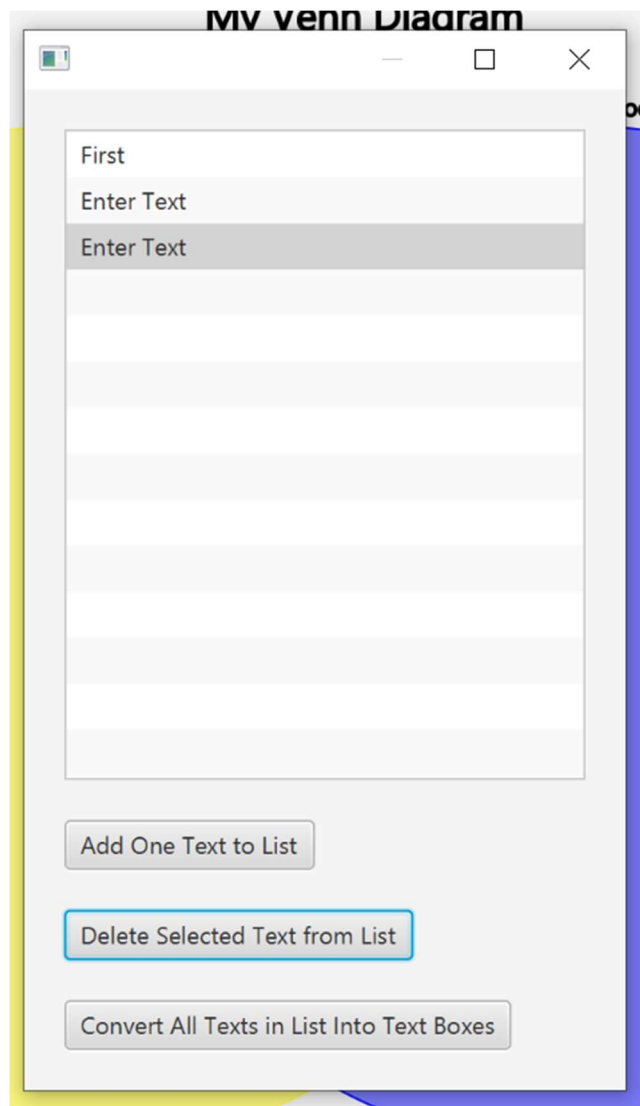 My Venn Diagram
First
Enter Text
Enter Text
Add One Text to List
Delete Selected Text from List
Convert All Texts in List Into Text Boxes